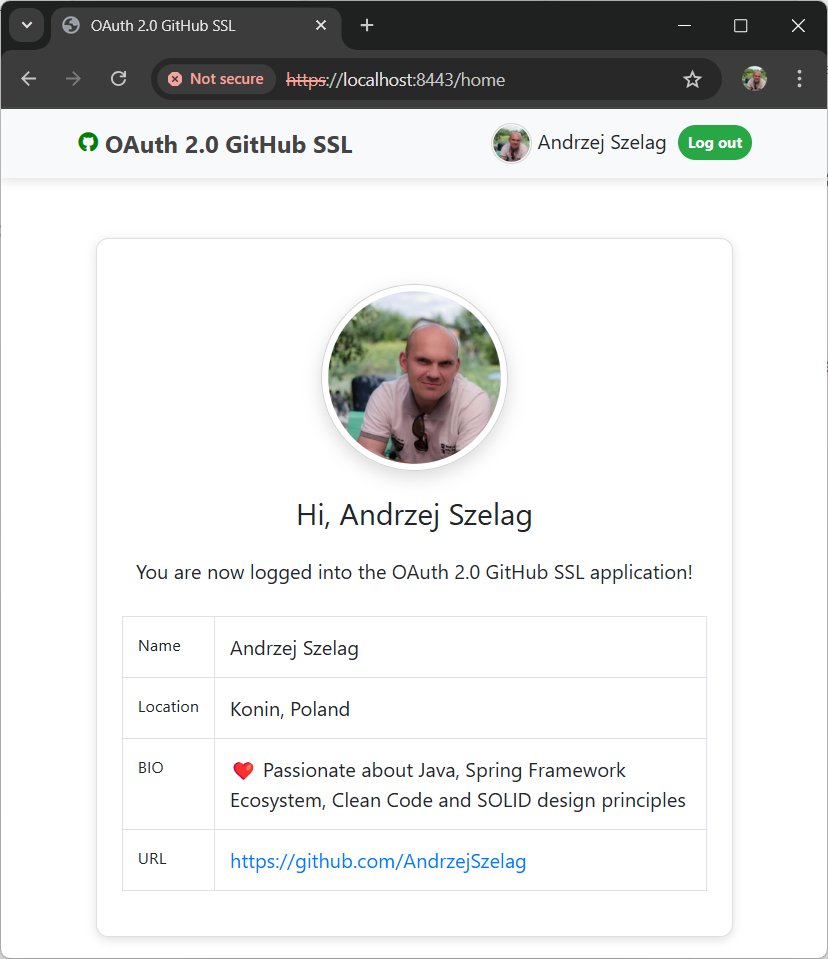 OAuth 2.0 GitHub SSL
Not secure https://localhost:8443/home
OAuth 2.0 GitHub SSL
Andrzej Szelag
Log out
Hi, Andrzej Szelag
You are now logged into the OAuth 2.0 GitHub SSL application!
Name
Andrzej Szelag
Location
Konin, Poland
BIO
❤️ Passionate about Java, Spring Framework
Ecosystem, Clean Code and SOLID design principles
URL
https://github.com/AndrzejSzelag